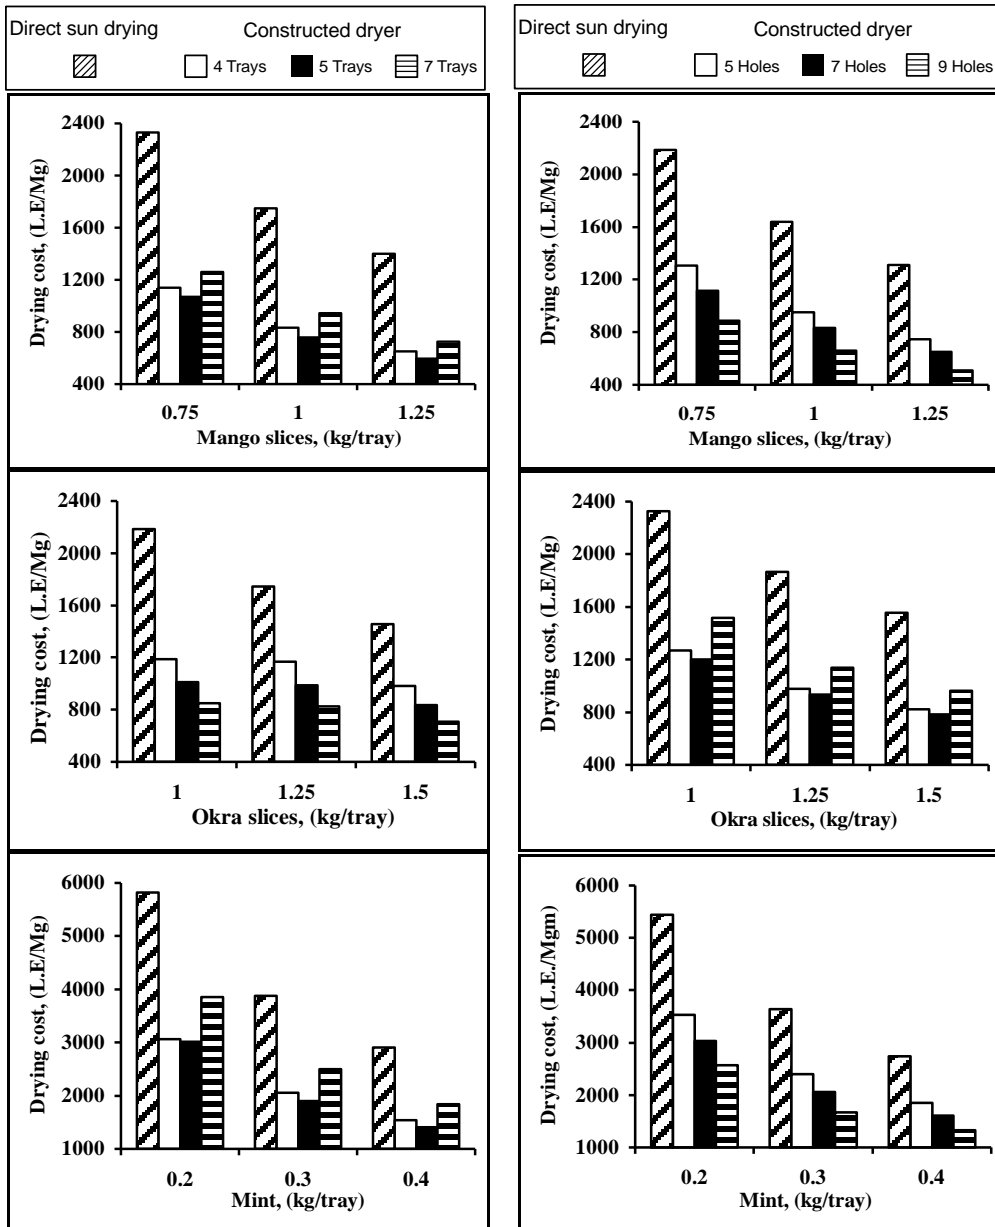 Direct sun drying Constructed dryer
4 Trays 5 Trays 7 Trays
Direct sun drying Constructed dryer
5 Holes 7 Holes 9 Holes
Drying cost, (L.E/Mg)
2400
2000
1600
1200
800
400
0.75 1 1.25
Mango slices, (kg/tray)
Drying cost, (L.E/Mg)
2400
2000
1600
1200
800
400
0.75 1 1.25
Mango slices, (kg/tray)
Drying cost, (L.E/Mg)
2400
2000
1600
1200
800
400
1 1.25 1.5
Okra slices, (kg/tray)
Drying cost, (L.E/Mg)
2400
2000
1600
1200
800
400
1 1.25 1.5
Okra slices, (kg/tray)
Drying cost, (L.E/Mg)
6000
5000
4000
3000
2000
1000
0.2 0.3 0.4
Mint, (kg/tray)
Drying cost, (L.E./Mgm)
6000
5000
4000
3000
2000
1000
0.2 0.3 0.4
Mint, (kg/tray)